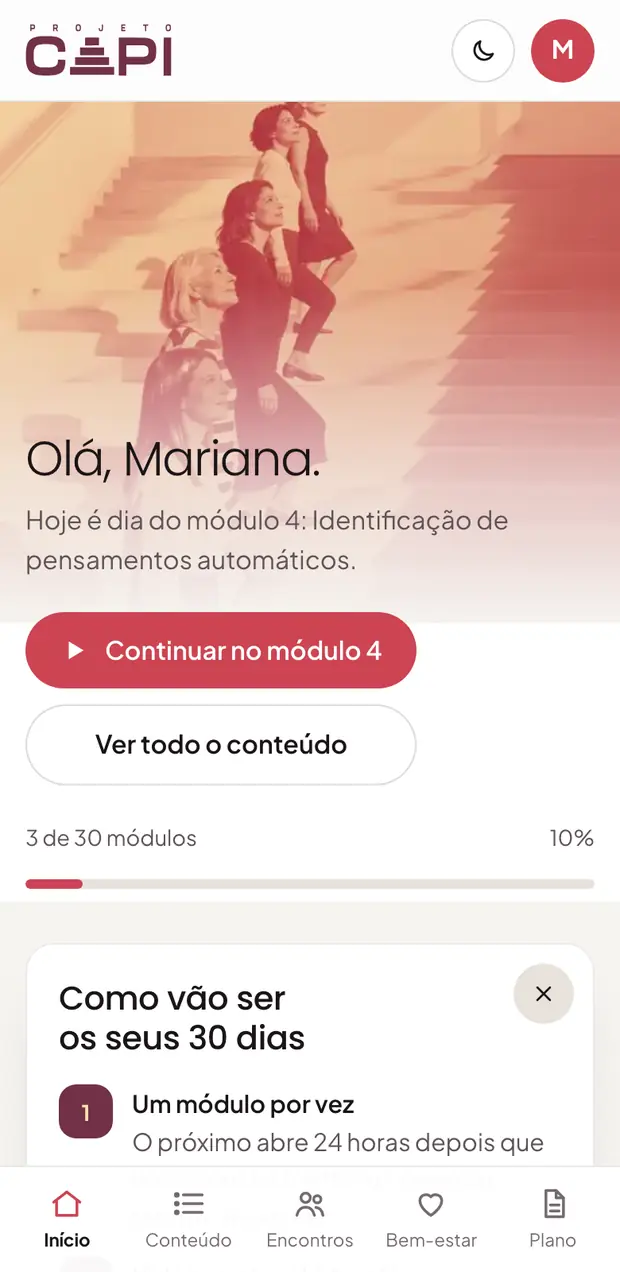 PROJETO
CAPI
M
Olá, Mariana.
Hoje é dia do módulo 4: Identificação de
pensamentos automáticos.
Continuar no módulo 4
Ver todo o conteúdo
3 de 30 módulos
10%
Como vão ser
os seus 30 dias
1
Um módulo por vez
O próximo abre 24 horas depois que
Início
Conteúdo
Encontros
Bem-estar
Plano